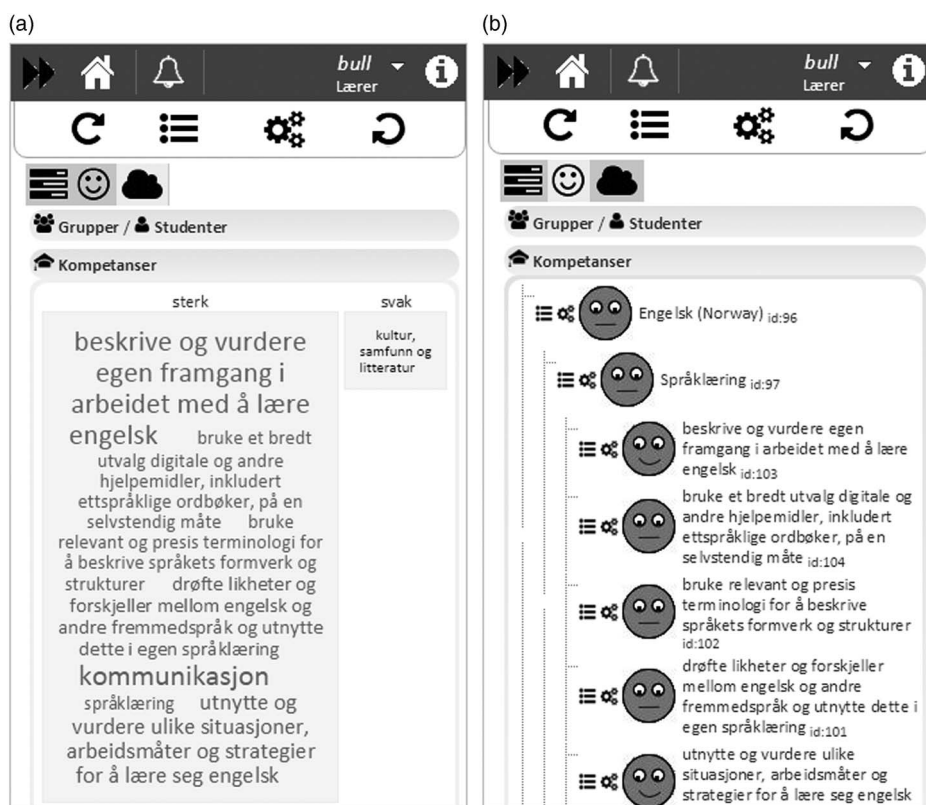 (a)
bull
Lærer
Grupper / Studenter
Kompetanser
sterk
svak
beskrive og vurdere
egen framgang i
arbeidet med å lære
engelsk bruke et bredt
utvalg digitale og andre
hjelpemidler, inkludert
ettspråklige ordbøker, på en
selvstendig måte bruke
relevant og presis terminologi for
å beskrive språkets formverk og
strukturer drøfte likheter og
forskjeller mellom engelsk og
andre fremmedspråk og utnytte
dette i egen språklæring
kommunikasjon
språklæring utnytte og
vurdere ulike situasjoner,
arbeidsmåter og strategier
for å lære seg engelsk
kultur,
samfunn og
litteratur
(b)
bull
Lærer
Grupper / Studenter
Kompetanser
Engelsk (Norway) id:96
Språklæring id:97
beskrive og vurdere egen
framgang i arbeidet med å lære
engelsk id:103
bruke et bredt utvalg digitale og
andre hjelpemidler, inkludert
ettspråklige ordbøker, på en
selvstendig måte id:104
bruke relevant og presis
terminologi for å beskrive
språkets formverk og strukturer
id:102
drøfte likheter og forskjeller
mellom engelsk og andre
fremmedspråk og utnytte dette i
egen språklæring id:101
utnytte og vurdere ulike
situasjoner, arbeidsmåter og
strategier for å lære seg engelsk